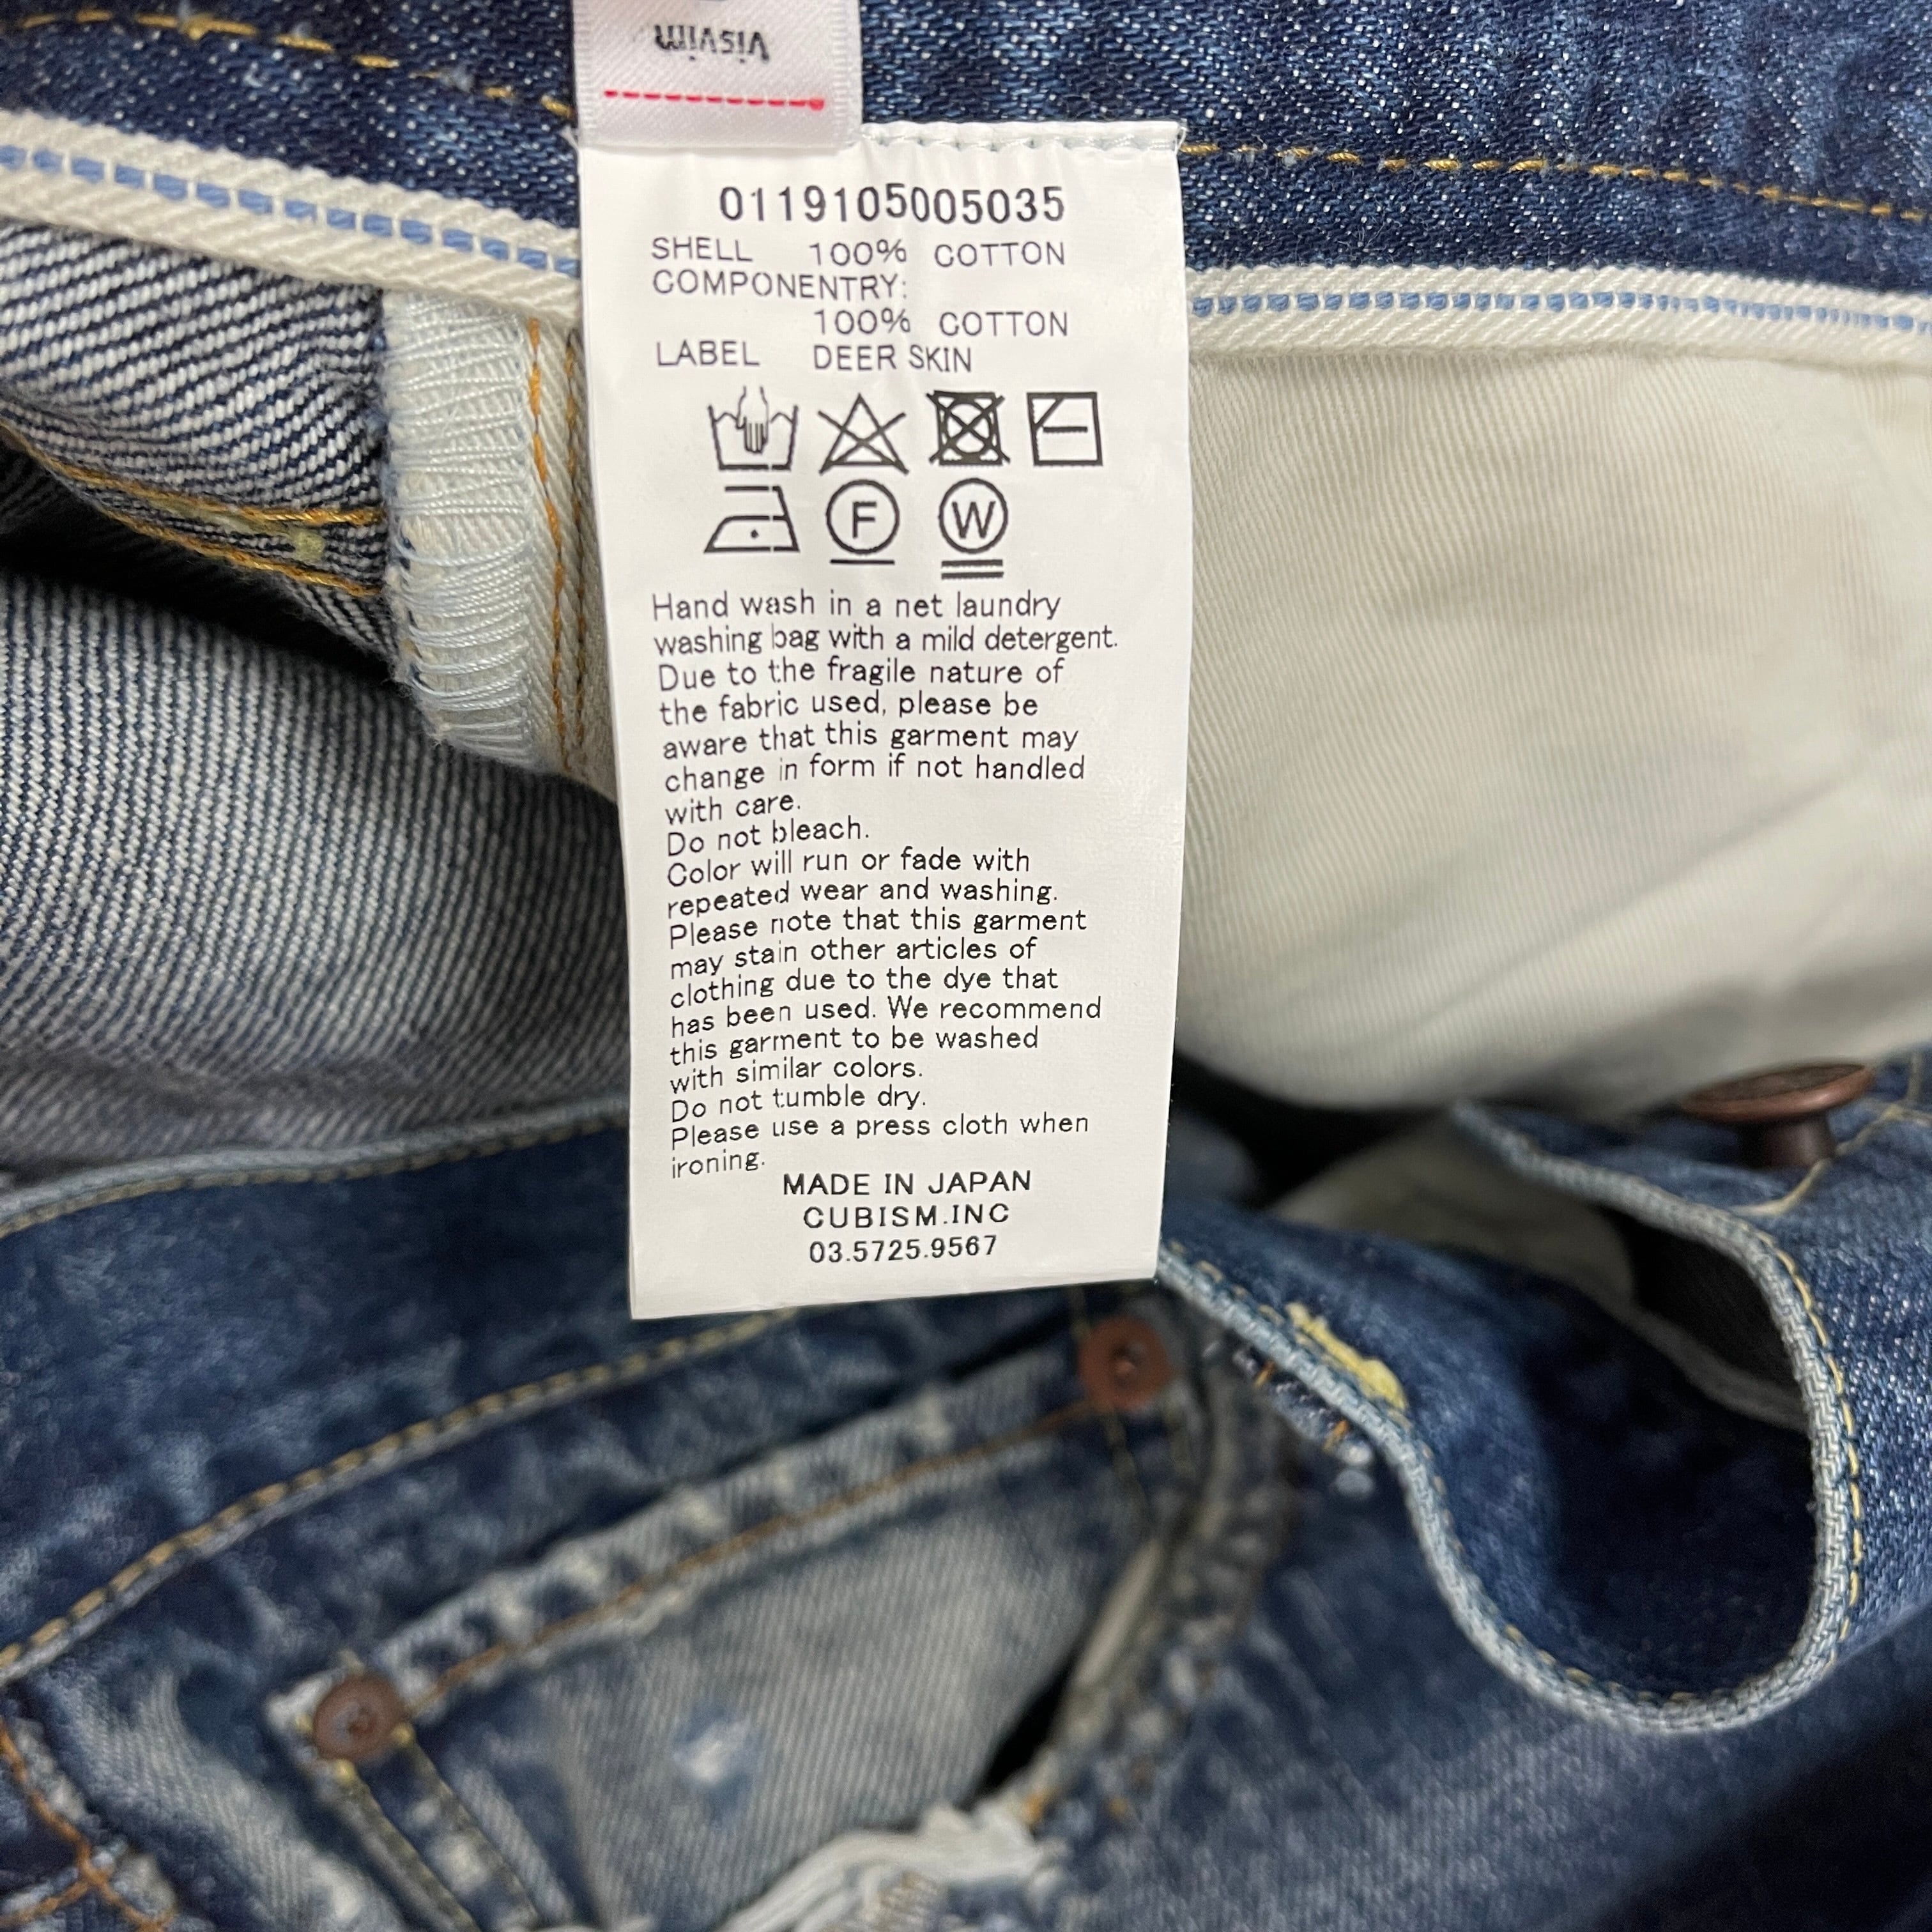 visvim
0119105005035
SHELL 100% COTTON
COMPONENTRY:
100% COTTON
LABEL DEER SKIN
F W
Hand wash in a net laundry
washing bag with a mild detergent.
Due to the fragile nature of
the fabric used, please be
aware that this garment may
change in form if not handled
with care.
Do not bleach.
Color will run or fade with
repeated wear and washing.
Please note that this garment
may stain other articles of
clothing due to the dye that
has been used. We recommend
this garment to be washed
with similar colors.
Do not tumble dry.
Please use a press cloth when
ironing.
MADE IN JAPAN
CUBISM.INC
03.5725.9567